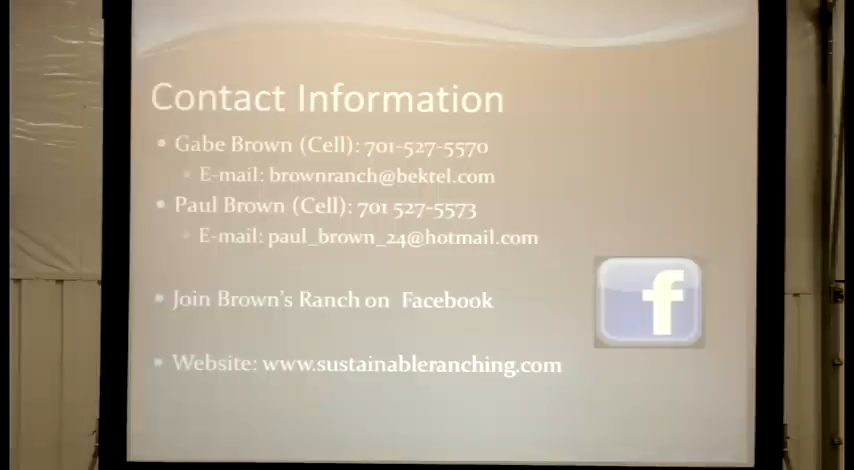 Contact Information
• Gabe Brown (Cell): 701-527-5570
• E-mail: brownranch@bektel.com
• Paul Brown (Cell): 701 527-5573
• E-mail: paul_brown_24@hotmail.com
• Join Brown's Ranch on Facebook
f
• Website: www.sustainableranching.com